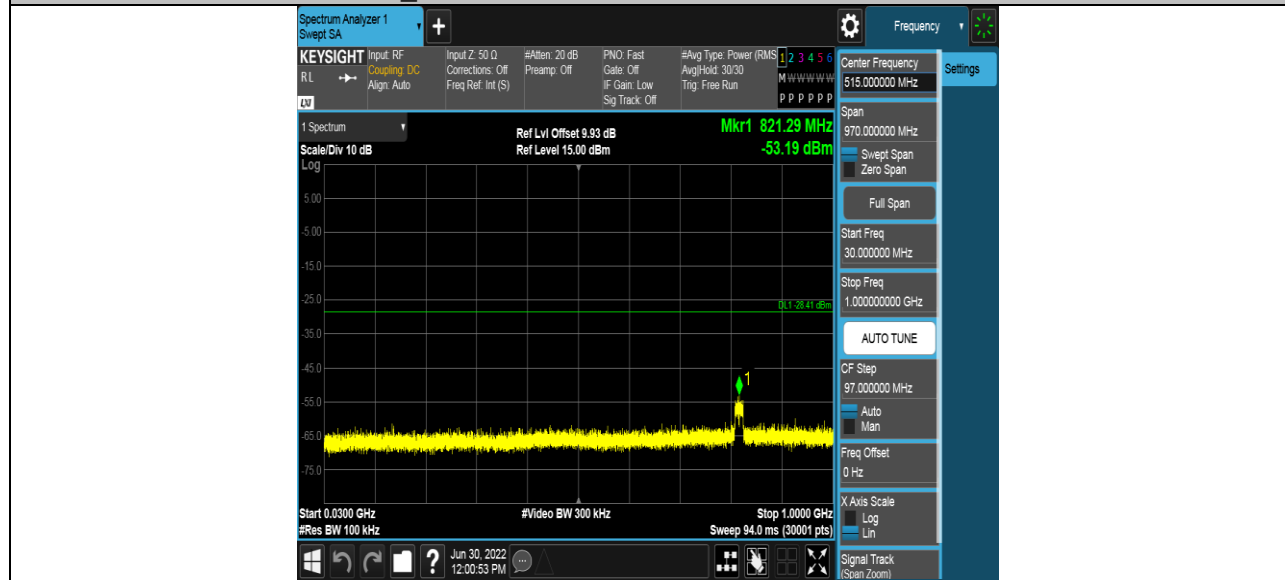 Spectrum Analyzer 1
Swept SA
+
Frequency
KEYSIGHT
RL
LXI
Input: RF
Coupling: DC
Align: Auto
Input Z: 50 Ω
Corrections: Off
Freq Ref: Int (S)
#Atten: 20 dB
Preamp: Off
PNO: Fast
Gate: Off
IF Gain: Low
Sig Track: Off
#Avg Type: Power (RMS
Avg|Hold: 30/30
Trig: Free Run
1 2 3 4 5 6
M W W W W W
P P P P P P
1 Spectrum
Scale/Div 10 dB
Ref Lvl Offset 9.93 dB
Ref Level 15.00 dBm
Mkr1 821.29 MHz
-53.19 dBm
Log
5.00
-5.00
-15.0
-25.0
DL1 -28.41 dBm
-35.0
-45.0
1
-55.0
-65.0
-75.0
Start 0.0300 GHz
#Res BW 100 kHz
#Video BW 300 kHz
Stop 1.0000 GHz
Sweep 94.0 ms (30001 pts)
?
Jun 30, 2022
12:00:53 PM
Center Frequency
515.000000 MHz
Settings
Span
970.000000 MHz
Swept Span
Zero Span
Full Span
Start Freq
30.000000 MHz
Stop Freq
1.000000000 GHz
AUTO TUNE
CF Step
97.000000 MHz
Auto
Man
Freq Offset
0 Hz
X Axis Scale
Log
Lin
Signal Track
(Span Zoom)